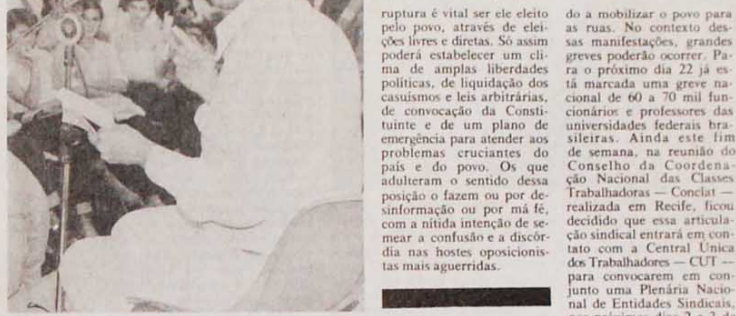 ruptura é vital ser ele eleito
pelo povo, através de elei-
ções livres e diretas. Só assim
poderá estabelecer um cli-
ma de amplas liberdades
políticas, de liquidação dos
casuísmos e leis arbitrárias,
de convocação da Consti-
tuinte e de um plano de
emergência para atender aos
problemas cruciantes do
país e do povo. Os que
adulteram o sentido dessa
posição o fazem ou por de-
sinformação ou por má fé,
com a nítida intenção de se-
mear a confusão e a discór-
dia nas hostes oposicionis-
tas mais aguerridas.
do a mobilizar o povo para
as ruas. No contexto des-
sas manifestações, grandes
greves poderão ocorrer. Pa-
ra o próximo dia 22 já es-
tá marcada uma greve na-
cional de 60 a 70 mil fun-
cionários e professores das
universidades federais bra-
sileiras. Ainda este fim
de semana, na reunião do
Conselho da Coordena-
ção Nacional das Classes
Trabalhadoras — Conclat —
realizada em Recife, ficou
decidido que essa articula-
ção sindical entrará em con-
tato com a Central Única
dos Trabalhadores — CUT —
para convocarem em con-
junto uma Plenária Nacio-
nal de Entidades Sindicais,